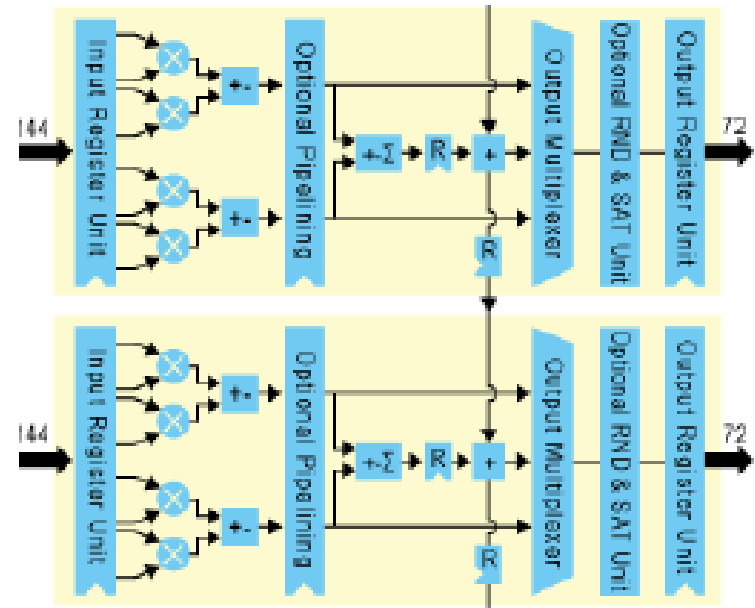 144
Input Register Unit
×
×
×
×
+-
+-
Optional Pipelining
+-Σ
R
+
R
Output Multiplexer
Optional RND & SAT Unit
Output Register Unit
72
144
Input Register Unit
×
×
×
×
+-
+-
Optional Pipelining
+-Σ
R
+
R
Output Multiplexer
Optional RND & SAT Unit
Output Register Unit
72